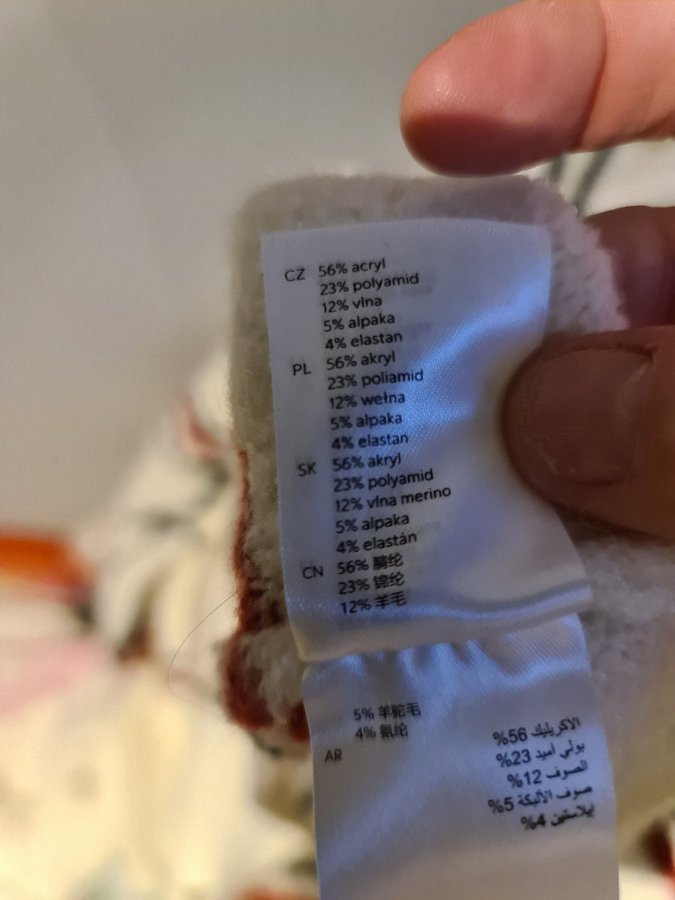 CZ 56% acryl
23% polyamid
12% vlna
5% alpaka
4% elastan
PL 56% akryl
23% poliamid
12% wełna
5% alpaka
4% elastan
SK 56% akryl
23% polyamid
12% vlna merino
5% alpaka
4% elastán
CN 56% 腈纶
23% 锦纶
12% 羊毛
5% 羊驼毛
4% 氨纶
AR
الاكريليك 56%
بولي أميد 23%
الصوف 12%
صوف الألبكة 5%
إيلاستين 4%